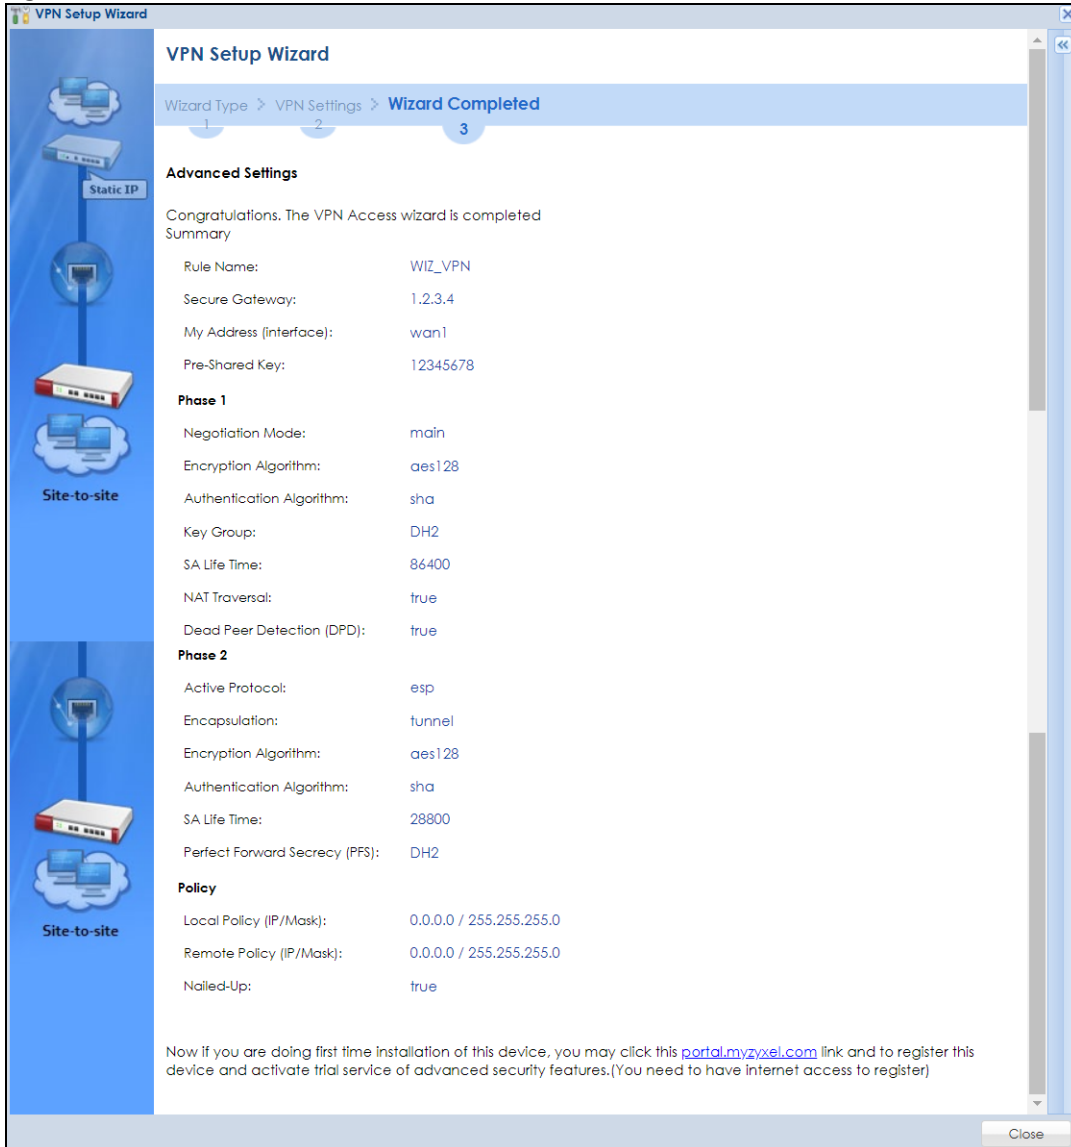 VPN Setup Wizard
VPN Setup Wizard
Wizard Type > VPN Settings > Wizard Completed
1 2 3
Static IP
Advanced Settings
Congratulations. The VPN Access wizard is completed
Summary
Rule Name: WIZ_VPN
Secure Gateway: 1.2.3.4
My Address (interface): wan1
Pre-Shared Key: 12345678
Phase 1
Negotiation Mode: main
Encryption Algorithm: aes128
Site-to-site
Authentication Algorithm: sha
Key Group: DH2
SA Life Time: 86400
NAT Traversal: true
Dead Peer Detection (DPD): true
Phase 2
Active Protocol: esp
Encapsulation: tunnel
Encryption Algorithm: aes128
Authentication Algorithm: sha
SA Life Time: 28800
Perfect Forward Secrecy (PFS): DH2
Policy
Local Policy (IP/Mask): 0.0.0.0 / 255.255.255.0
Site-to-site
Remote Policy (IP/Mask): 0.0.0.0 / 255.255.255.0
Nailed-Up: true
Now if you are doing first time installation of this device, you may click this portal.myzyxel.com link and to register this
device and activate trial service of advanced security features.(You need to have internet access to register)
Close